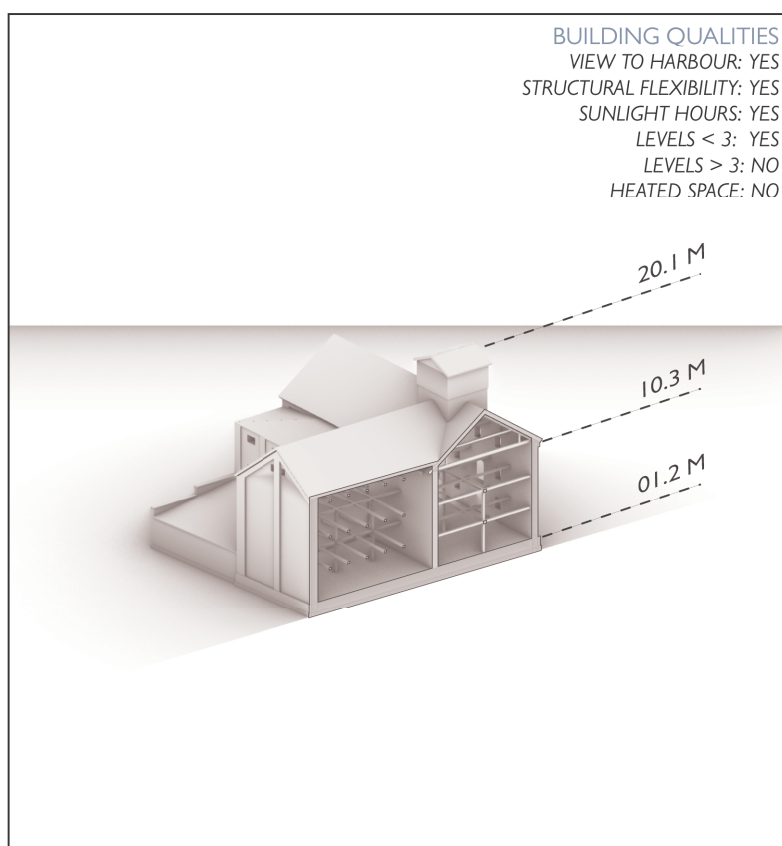 BUILDING QUALITIES
VIEW TO HARBOUR: YES
STRUCTURAL FLEXIBILITY: YES
SUNLIGHT HOURS: YES
LEVELS < 3: YES
LEVELS > 3: NO
HEATED SPACE: NO
20.1 M
10.3 M
01.2 M